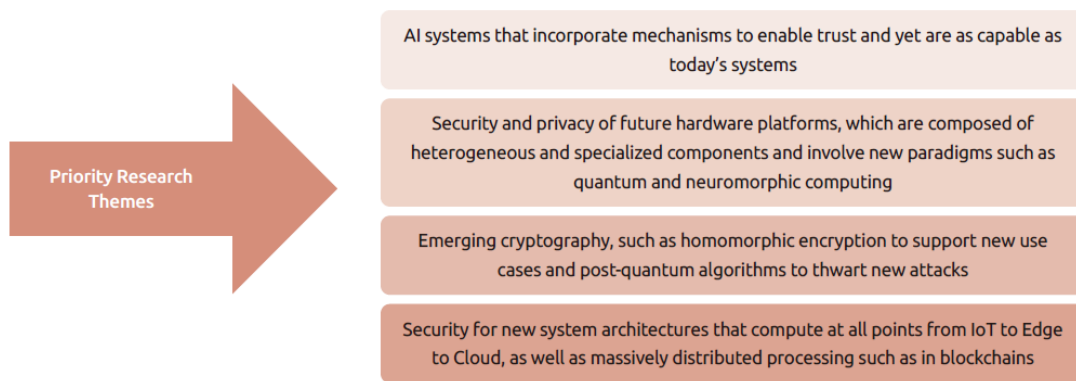 Priority Research
Themes
AI systems that incorporate mechanisms to enable trust and yet are as capable as
today’s systems
Security and privacy of future hardware platforms, which are composed of
heterogeneous and specialized components and involve new paradigms such as
quantum and neuromorphic computing
Emerging cryptography, such as homomorphic encryption to support new use
cases and post-quantum algorithms to thwart new attacks
Security for new system architectures that compute at all points from IoT to Edge
to Cloud, as well as massively distributed processing such as in blockchains